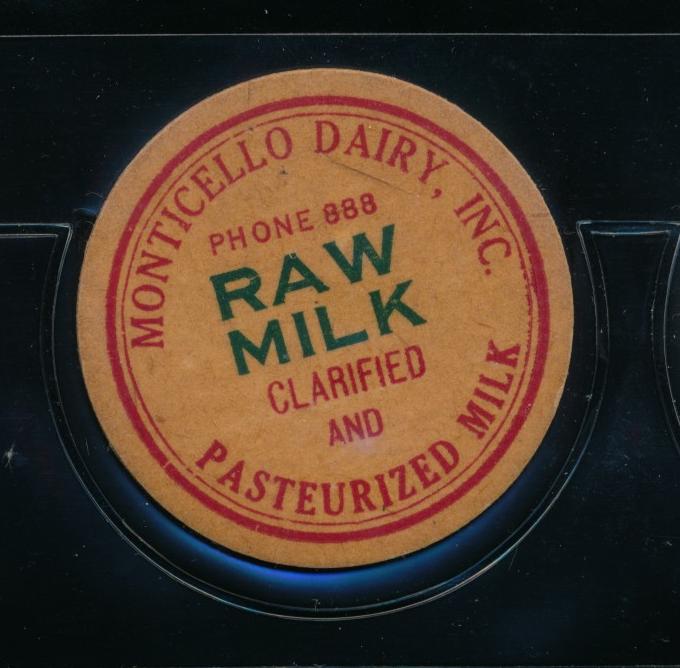 MONTICELLO DAIRY, INC.
PHONE 888
RAW
MILK
CLARIFIED
AND
PASTEURIZED MILK